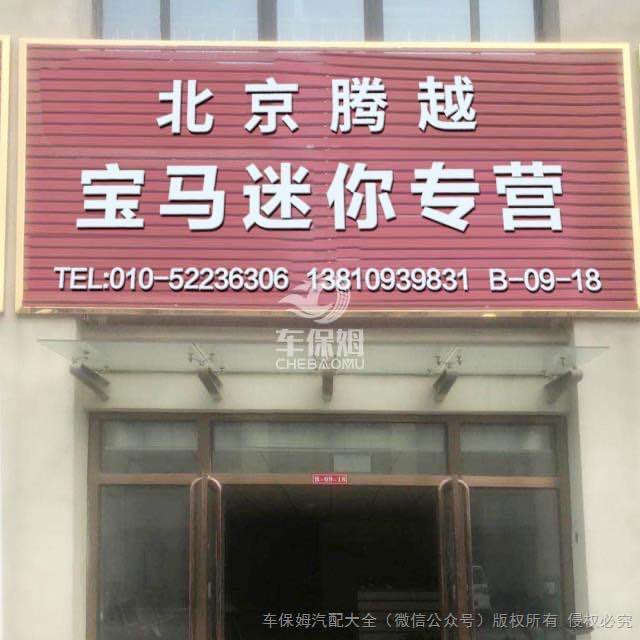 北京腾越
宝马迷你专营
TEL:010-52236306 13810939831 B-09-18
车保姆
CHEBAOMU
B-09-18
车保姆汽配大全（微信公众号）版权所有 侵权必究